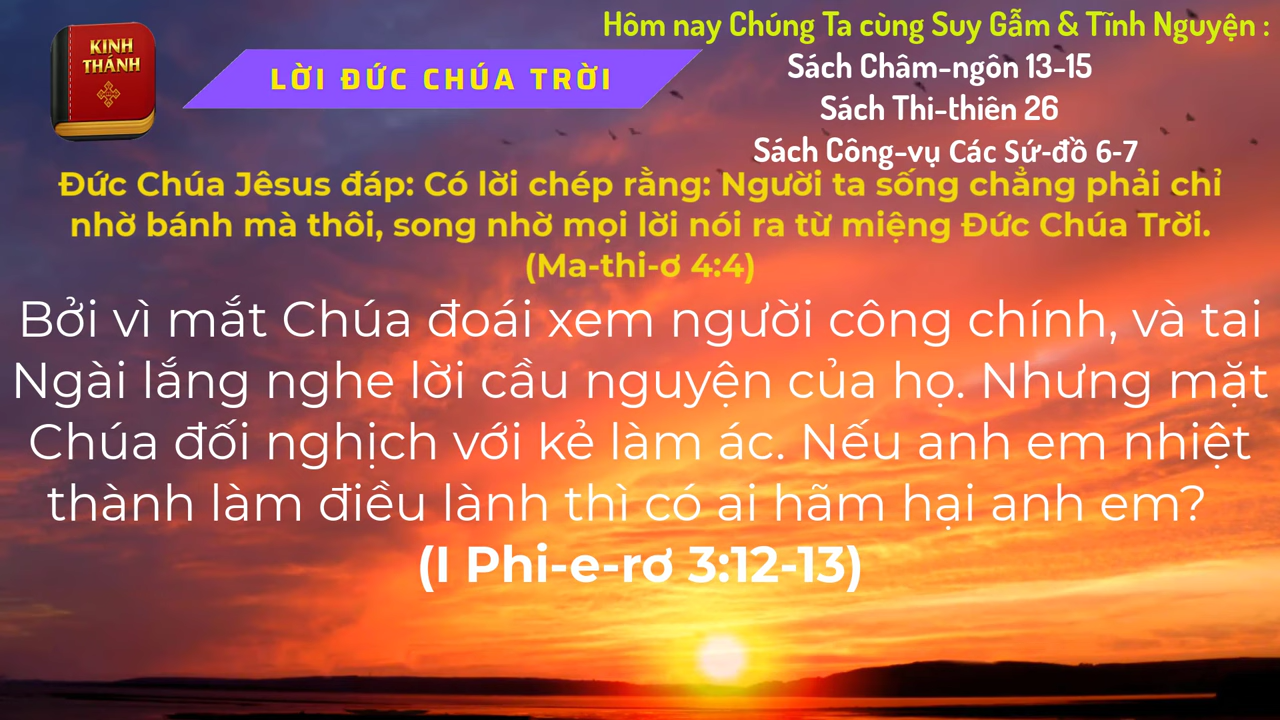 KINH
THÁNH
LỜI ĐỨC CHÚA TRỜI
Hôm nay Chúng Ta cùng Suy Gẫm & Tĩnh Nguyện :
Sách Châm-ngôn 13-15
Sách Thi-thiên 26
Sách Công-vụ Các Sứ-đồ 6-7
Đức Chúa Jêsus đáp: Có lời chép rằng: Người ta sống chẳng phải chỉ
nhờ bánh mà thôi, song nhờ mọi lời nói ra từ miệng Đức Chúa Trời.
(Ma-thi-ơ 4:4)
Bởi vì mắt Chúa đoái xem người công chính, và tai
Ngài lắng nghe lời cầu nguyện của họ. Nhưng mặt
Chúa đối nghịch với kẻ làm ác. Nếu anh em nhiệt
thành làm điều lành thì có ai hãm hại anh em?
(I Phi-e-rơ 3:12-13)